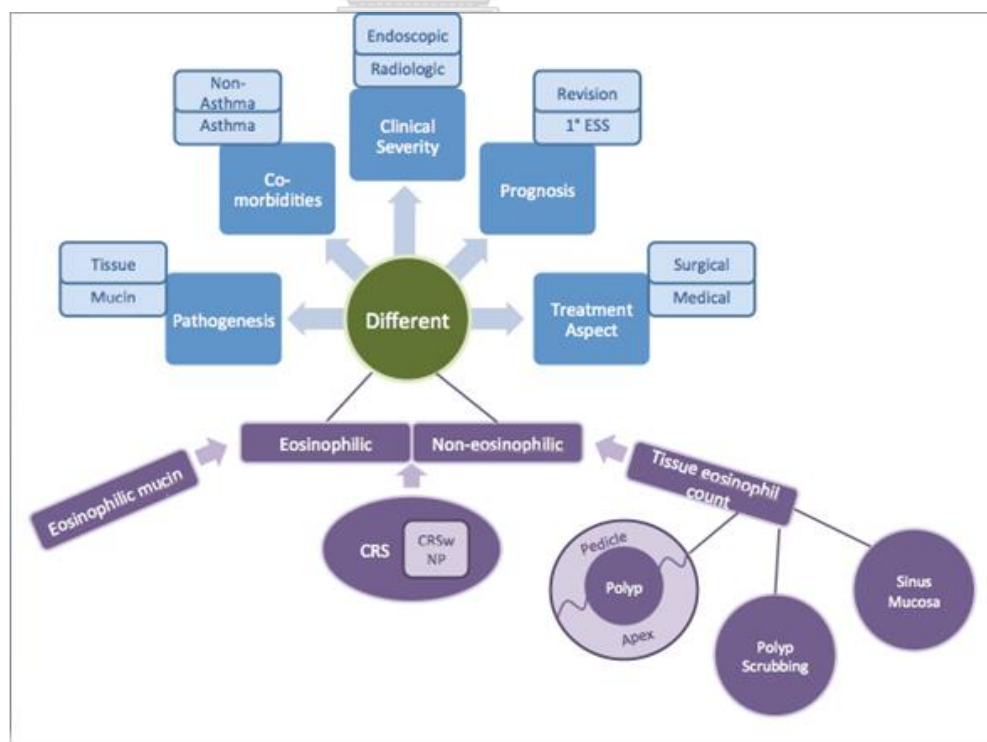 Endoscopic
Radiologic
Clinical
Severity
Non-
Asthma
Asthma
Co-
morbidities
Revision
1° ESS
Prognosis
Tissue
Mucin
Pathogenesis
Different
Surgical
Medical
Treatment
Aspect
Eosinophilic
Non-eosinophilic
Eosinophilic mucin
Tissue eosinophil
count
CRS
CRSw
NP
Pedicle
Polyp
Apex
Polyp
Scrubbing
Sinus
Mucosa